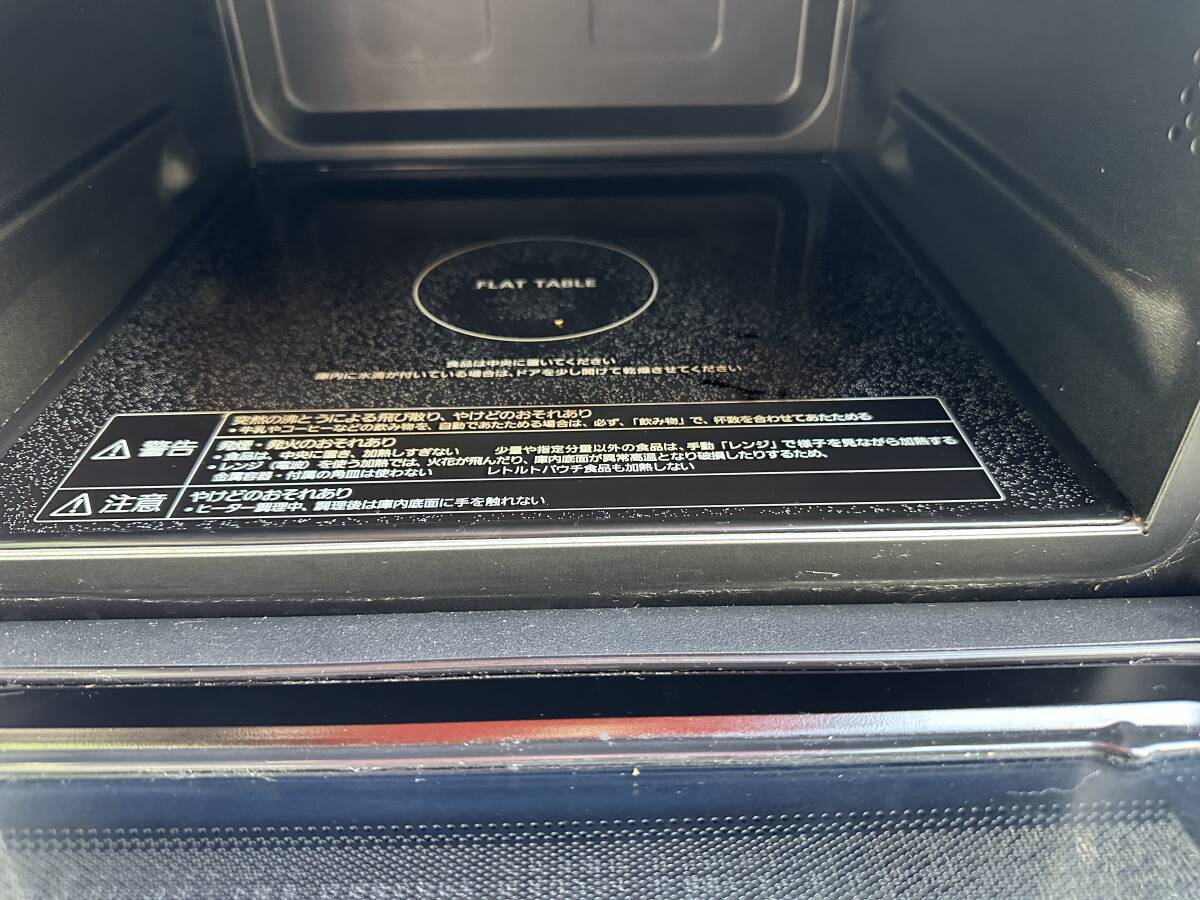 FLAT TABLE
食品は中央に置いてください
庫内に水滴が付いている場合は、ドアを少し開けて乾燥させてください
警告
突然の沸とうによる飛び散り、やけどのおそれあり
・牛乳やコーヒーなどの飲み物を、自動であたためる場合は、必ず、「飲み物」で、杯数を合わせてあたためる
発煙・発火のおそれあり
・食品は、中央に置き、加熱しすぎない 少量や指定分量以外の食品は、手動「レンジ」で様子を見ながら加熱する
・レンジ(電波)を使う加熱では、火花が飛んだり、庫内底面が異常高温となり破損したりするため、
金属容器・付属の角皿は使わない レトルトパウチ食品も加熱しない
注意
やけどのおそれあり
・ヒーター調理中、調理後は庫内底面に手を触れない